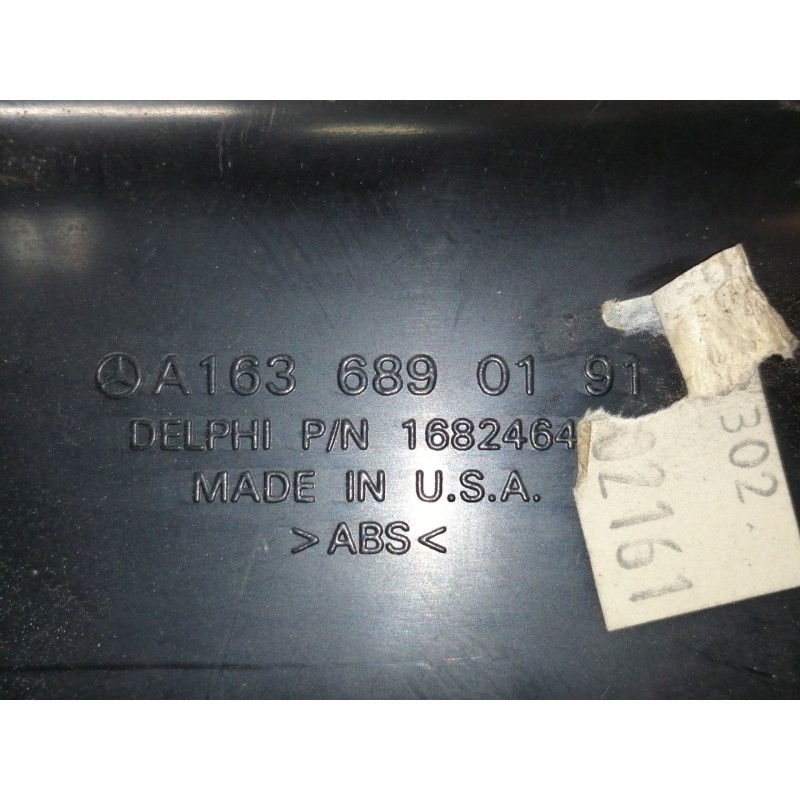 A163 689 01 91
DELPHI P/N 1682464
MADE IN U.S.A.
>ABS<
302
02161